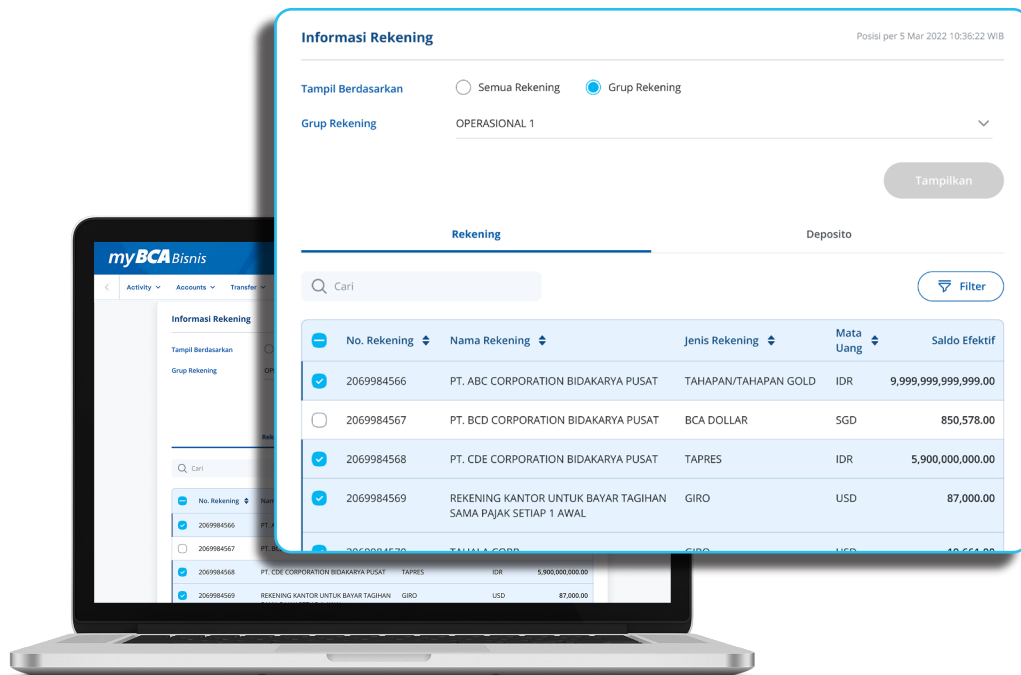 Informasi Rekening
Posisi per 5 Mar 2022 10:36:22 WIB
Tampil Berdasarkan
Semua Rekening
Grup Rekening
Grup Rekening
OPERASIONAL 1
Tampilkan
Rekening
Deposito
Cari
Filter
No. Rekening
Nama Rekening
Jenis Rekening
Mata
Uang
Saldo Efektif
2069984566 PT. ABC CORPORATION BIDAKARYA PUSAT TAHAPAN/TAHAPAN GOLD IDR 9,999,999,999,999.00
2069984567 PT. BCD CORPORATION BIDAKARYA PUSAT BCA DOLLAR SGD 850,578.00
2069984568 PT. CDE CORPORATION BIDAKARYA PUSAT TAPRES IDR 5,900,000,000.00
2069984569 REKENING KANTOR UNTUK BAYAR TAGIHAN GIRO USD 87,000.00
SAMA PAJAK SETIAP 1 AWAL
myBCA Bisnis
Activity
Accounts
Transfer
Informasi Rekening
Tampil Berdasarkan
Grup Rekening
Cari
No. Rekening
2069984566
2069984567
2069984568 PT. CDE CORPORATION BIDAKARYA PUSAT TAPRES IDR 5,900,000,000.00
2069984569 REKENING KANTOR UNTUK BAYAR TAGIHAN GIRO USD 87,000.00